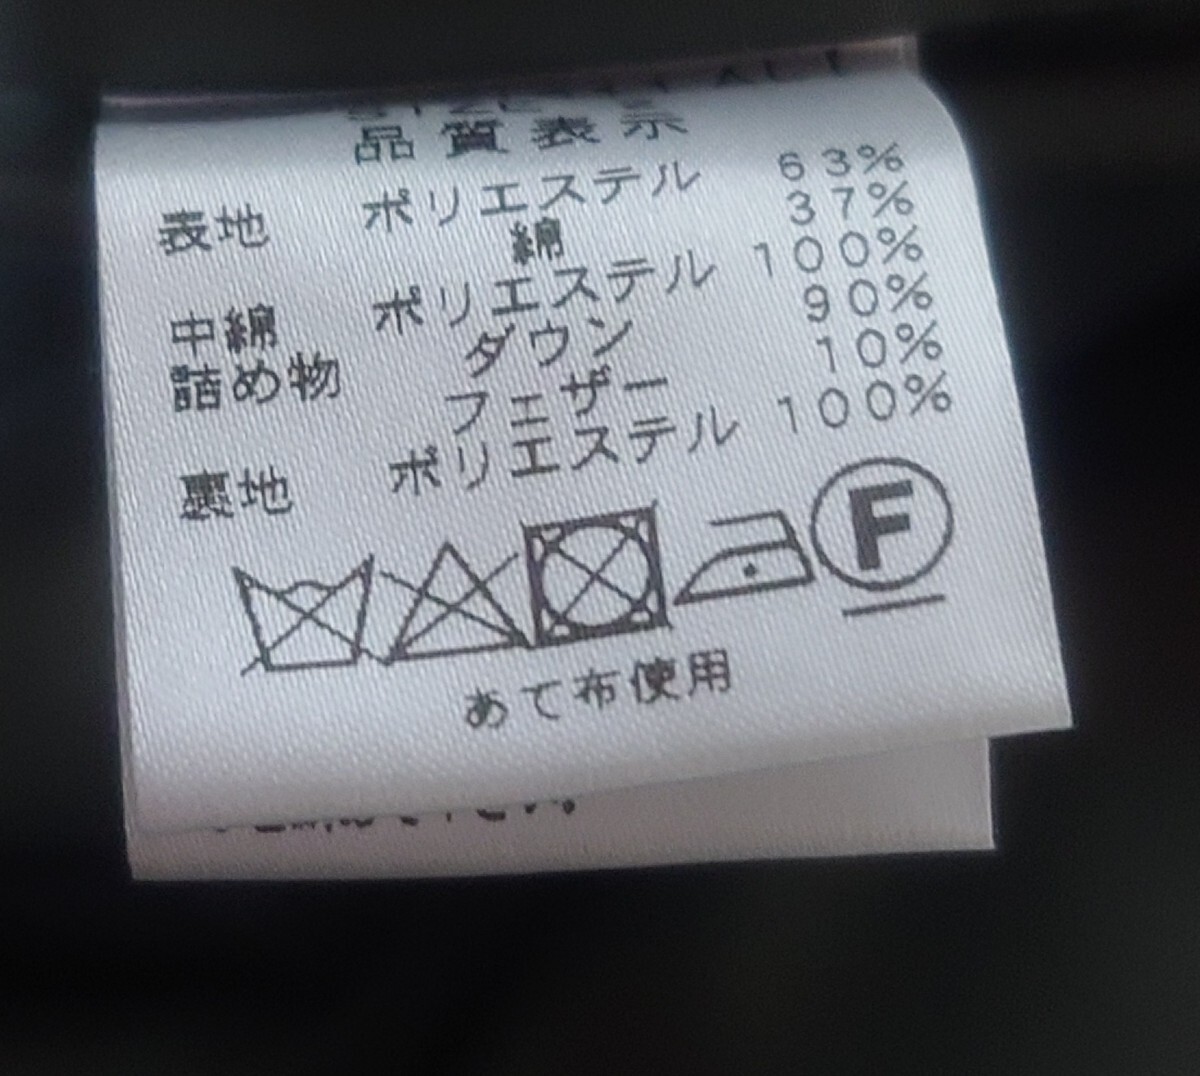 品質表示
表地 ポリエステル 63%
綿 37%
中綿 ポリエステル 100%
詰め物 ダウン 90%
フェザー 10%
裏地 ポリエステル 100%
F
あて布使用